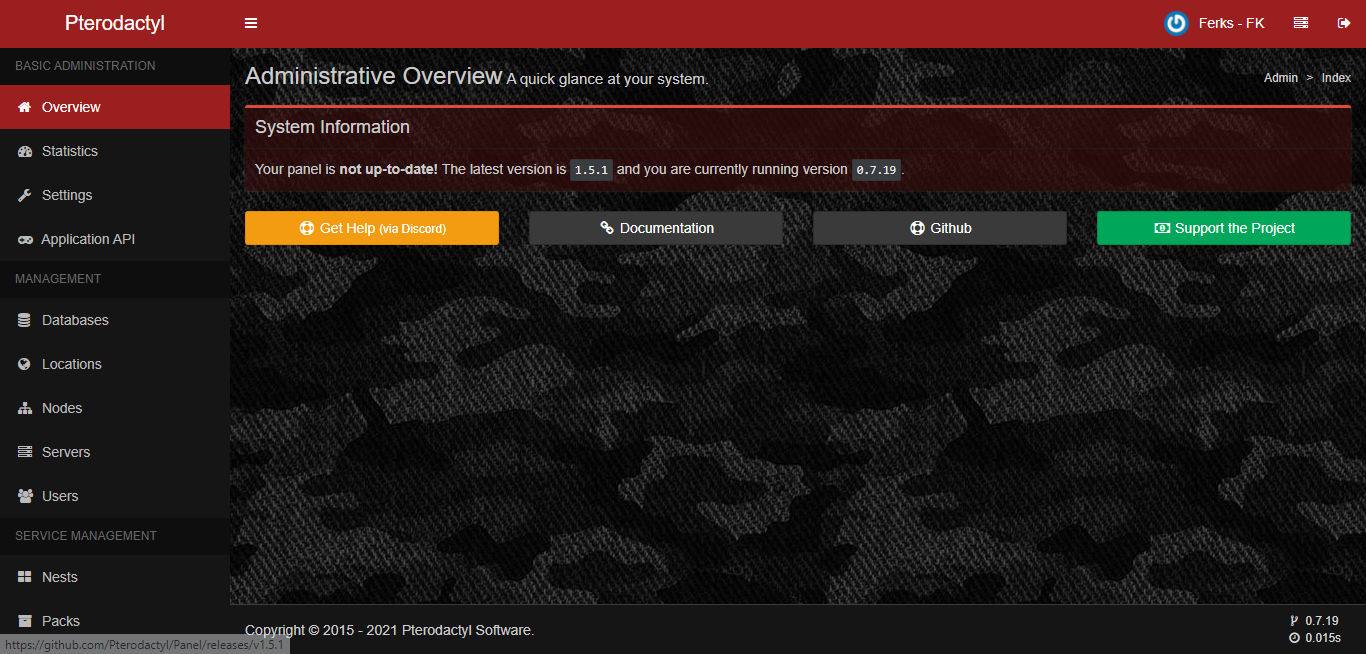 Pterodactyl
Ferks - FK
BASIC ADMINISTRATION
Overview
Statistics
Settings
Application API
MANAGEMENT
Databases
Locations
Nodes
Servers
Users
SERVICE MANAGEMENT
Nests
Packs
https://github.com/Pterodactyl/Panel/releases/v1.5.1
Administrative Overview A quick glance at your system.
Admin > Index
System Information
Your panel is not up-to-date! The latest version is 1.5.1 and you are currently running version 0.7.19.
Get Help (via Discord)
Documentation
Github
Support the Project
Copyright © 2015 - 2021 Pterodactyl Software.
0.7.19
0.015s